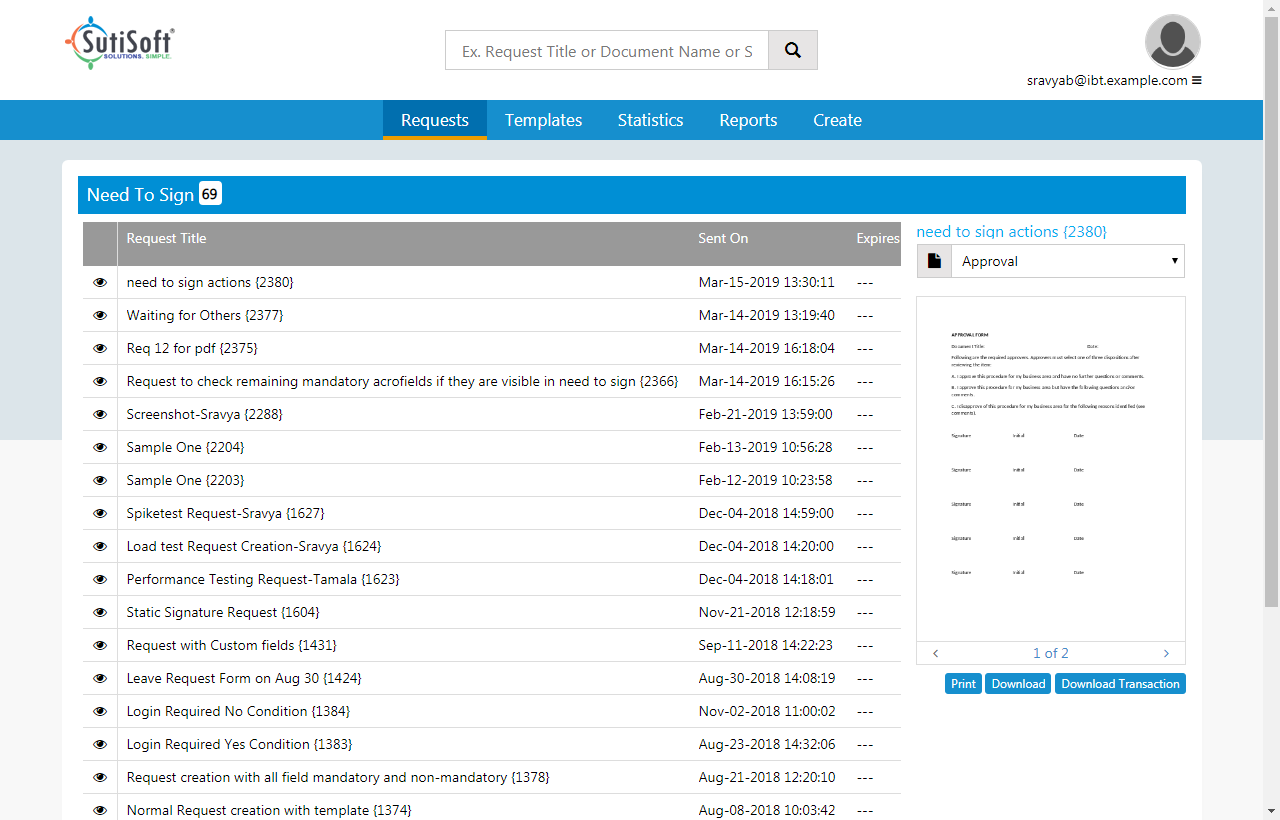 SutiSoft®
SOLUTIONS. SIMPLE.
Ex. Request Title or Document Name or S
sravyab@ibt.example.com
Requests Templates Statistics Reports Create
Need To Sign 69
Request Title Sent On Expires
need to sign actions {2380} Mar-15-2019 13:30:11 ---
Waiting for Others {2377} Mar-14-2019 13:19:40 ---
Req 12 for pdf {2375} Mar-14-2019 16:18:04 ---
Request to check remaining mandatory acrofields if they are visible in need to sign {2366} Mar-14-2019 16:15:26 ---
Screenshot-Sravya {2288} Feb-21-2019 13:59:00 ---
Sample One {2204} Feb-13-2019 10:56:28 ---
Sample One {2203} Feb-12-2019 10:23:58 ---
Spiketest Request-Sravya {1627} Dec-04-2018 14:59:00 ---
Load test Request Creation-Sravya {1624} Dec-04-2018 14:20:00 ---
Performance Testing Request-Tamala {1623} Dec-04-2018 14:18:01 ---
Static Signature Request {1604} Nov-21-2018 12:18:59 ---
Request with Custom fields {1431} Sep-11-2018 14:22:23 ---
Leave Request Form on Aug 30 {1424} Aug-30-2018 14:08:19 ---
Login Required No Condition {1384} Nov-02-2018 11:00:02 ---
Login Required Yes Condition {1383} Aug-23-2018 14:32:06 ---
Request creation with all field mandatory and non-mandatory {1378} Aug-21-2018 12:20:10 ---
Normal Request creation with template {1374} Aug-08-2018 10:03:42 ---
need to sign actions {2380}
Approval
APPROVAL FORM
Document Title: Date:
Following are the required approvers. Approvers must select one of three dispositions after
reviewing the item:
A. I approve this procedure for my business area and have no further questions or comments.
B. I approve this procedure for my business area but have the following questions and/or
comments.
C. I disapprove of this procedure for my business area for the following reasons identified (see
comments).
Signature Initial Date
Signature Initial Date
Signature Initial Date
Signature Initial Date
Signature Initial Date
1 of 2
Print Download Download Transaction